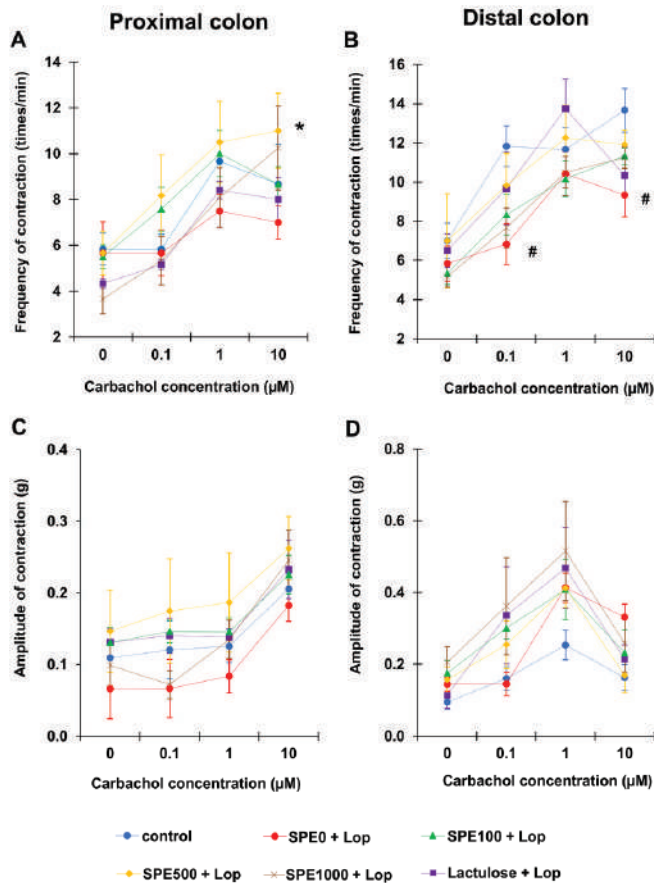 Proximal colon
Distal colon
A
B
Frequency of contraction (times/min)
14
12
10
8
6
4
2
*
0
0.1
1
10
Carbachol concentration (µM)
Frequency of contraction (times/min)
16
14
12
10
8
6
4
2
#
#
0
0.1
1
10
Carbachol concentration (µM)
C
D
Amplitude of contraction (g)
0.4
0.3
0.2
0.1
0.0
0
0.1
1
10
Carbachol concentration (µM)
Amplitude of contraction (g)
0.8
0.6
0.4
0.2
0.0
0
0.1
1
10
Carbachol concentration (µM)
control
SPE0 + Lop
SPE100 + Lop
SPE500 + Lop
SPE1000 + Lop
Lactulose + Lop